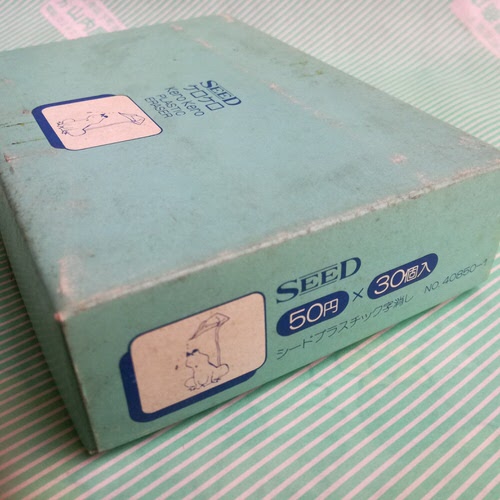 SEED
ケロケロ
Kero Kero
PLASTIC
ERASER
SEED
50円 × 30個入
シードプラスチック字消し NO. 40850-1